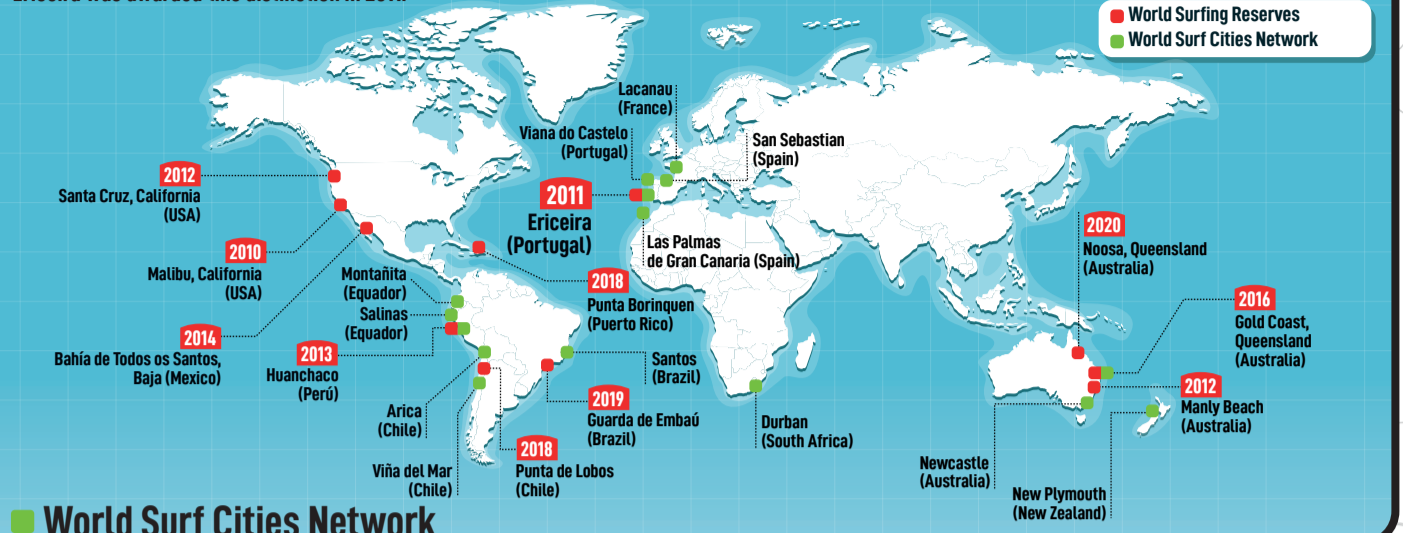 World Surfing Reserves
World Surf Cities Network
Lacanau
(France)
Viana do Castelo
(Portugal)
San Sebastian
(Spain)
2012
Santa Cruz, California
(USA)
2011
Ericeira
(Portugal)
2020
Noosa, Queensland
(Australia)
2010
Malibu, California
(USA)
Las Palmas
de Gran Canaria (Spain)
Montañita
(Equador)
Salinas
(Equador)
2018
Punta Borinquen
(Puerto Rico)
2016
Gold Coast,
Queensland
(Australia)
2014
Bahía de Todos os Santos,
Baja (Mexico)
2013
Huanchaco
(Perú)
Santos
(Brazil)
2012
Manly Beach
(Australia)
Arica
(Chile)
2019
Guarda de Embaú
(Brazil)
Durban
(South Africa)
2018
Punta de Lobos
(Chile)
Viña del Mar
(Chile)
Newcastle
(Australia)
New Plymouth
(New Zealand)
World Surf Cities Network